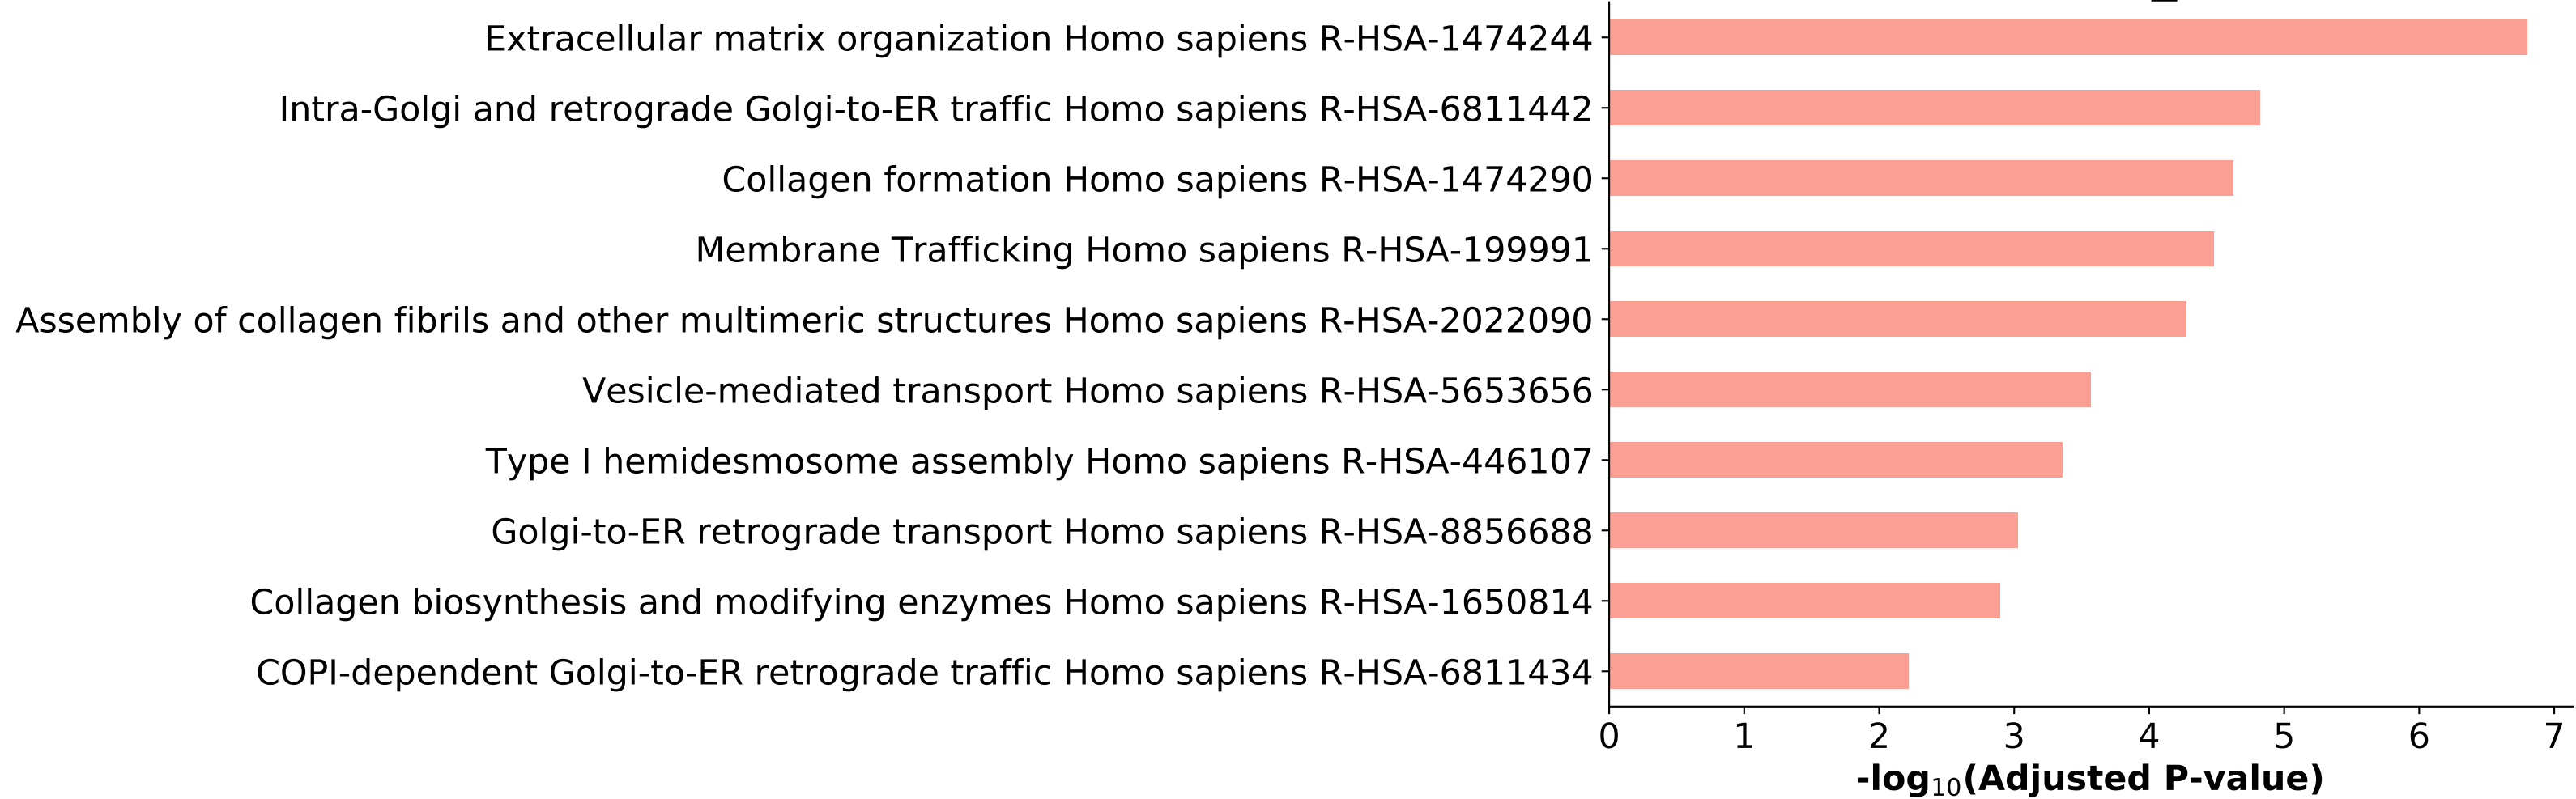 Extracellular matrix organization Homo sapiens R-HSA-1474244
Intra-Golgi and retrograde Golgi-to-ER traffic Homo sapiens R-HSA-6811442
Collagen formation Homo sapiens R-HSA-1474290
Membrane Trafficking Homo sapiens R-HSA-199991
Assembly of collagen fibrils and other multimeric structures Homo sapiens R-HSA-2022090
Vesicle-mediated transport Homo sapiens R-HSA-5653656
Type I hemidesmosome assembly Homo sapiens R-HSA-446107
Golgi-to-ER retrograde transport Homo sapiens R-HSA-8856688
Collagen biosynthesis and modifying enzymes Homo sapiens R-HSA-1650814
COPI-dependent Golgi-to-ER retrograde traffic Homo sapiens R-HSA-6811434
0 1 2 3 4 5 6 7
-log₁₀(Adjusted P-value)